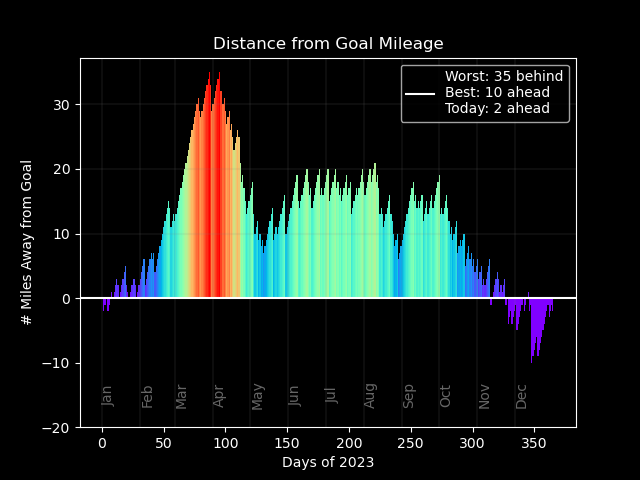 Distance from Goal Mileage
Worst: 35 behind
Best: 10 ahead
Today: 2 ahead
# Miles Away from Goal
30
20
10
0
−10
−20
Jan
Feb
Mar
Apr
May
Jun
Jul
Aug
Sep
Oct
Nov
Dec
0
50
100
150
200
250
300
350
Days of 2023